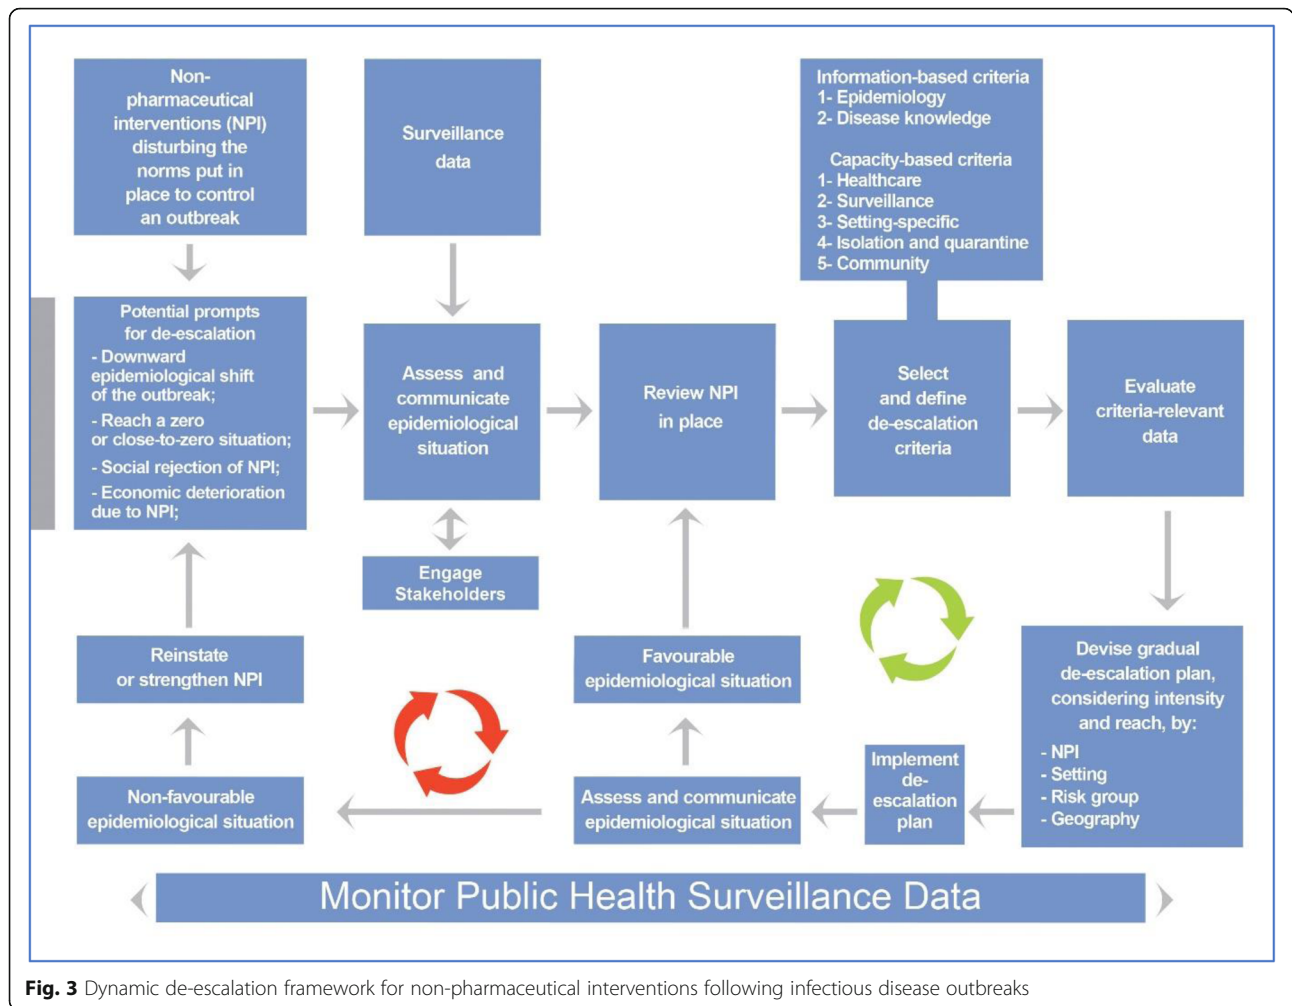 Non-
pharmaceutical
interventions (NPI)
disturbing the
norms put in
place to control
an outbreak
Surveillance
data
Information-based criteria
1- Epidemiology
2- Disease knowledge
Capacity-based criteria
1- Healthcare
2- Surveillance
3- Setting-specific
4- Isolation and quarantine
5- Community
Potential prompts
for de-escalation
- Downward
epidemiological shift
of the outbreak;
- Reach a zero
or close-to-zero situation;
- Social rejection of NPI;
- Economic deterioration
due to NPI;
Assess and
communicate
epidemiological
situation
Review NPI
in place
Select
and define
de-escalation
criteria
Evaluate
criteria-relevant
data
Engage
Stakeholders
Reinstate
or strengthen NPI
Favourable
epidemiological situation
Devise gradual
de-escalation plan,
considering intensity
and reach, by:
- NPI
- Setting
- Risk group
- Geography
Non-favourable
epidemiological situation
Assess and communicate
epidemiological situation
Implement
de-
escalation
plan
Monitor Public Health Surveillance Data
Fig. 3 Dynamic de-escalation framework for non-pharmaceutical interventions following infectious disease outbreaks